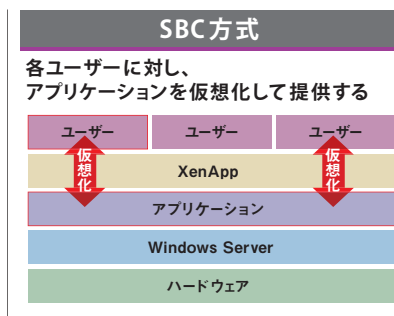 SBC方式
各ユーザーに対し、
アプリケーションを仮想化して提供する
ユーザー ユーザー ユーザー
仮想化 仮想化
XenApp
アプリケーション
Windows Server
ハードウェア